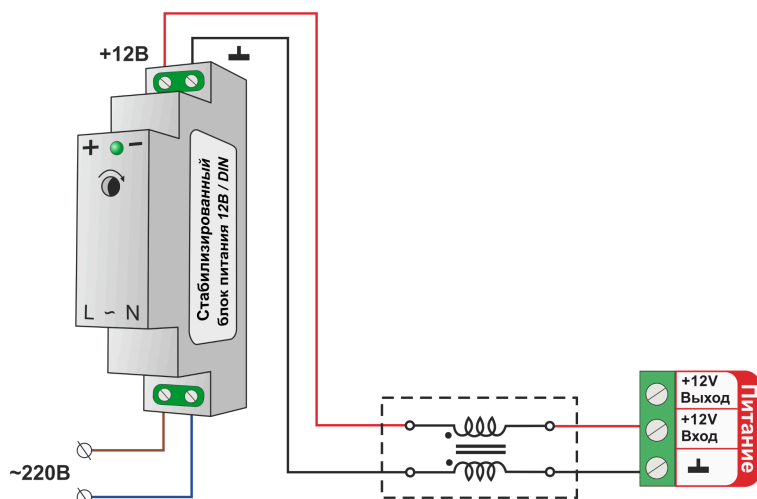 +12В
+ -
Стабилизированный
блок питания 12В / DIN
L ~ N
~220В
+12V
Выход
+12V
Вход
Питание